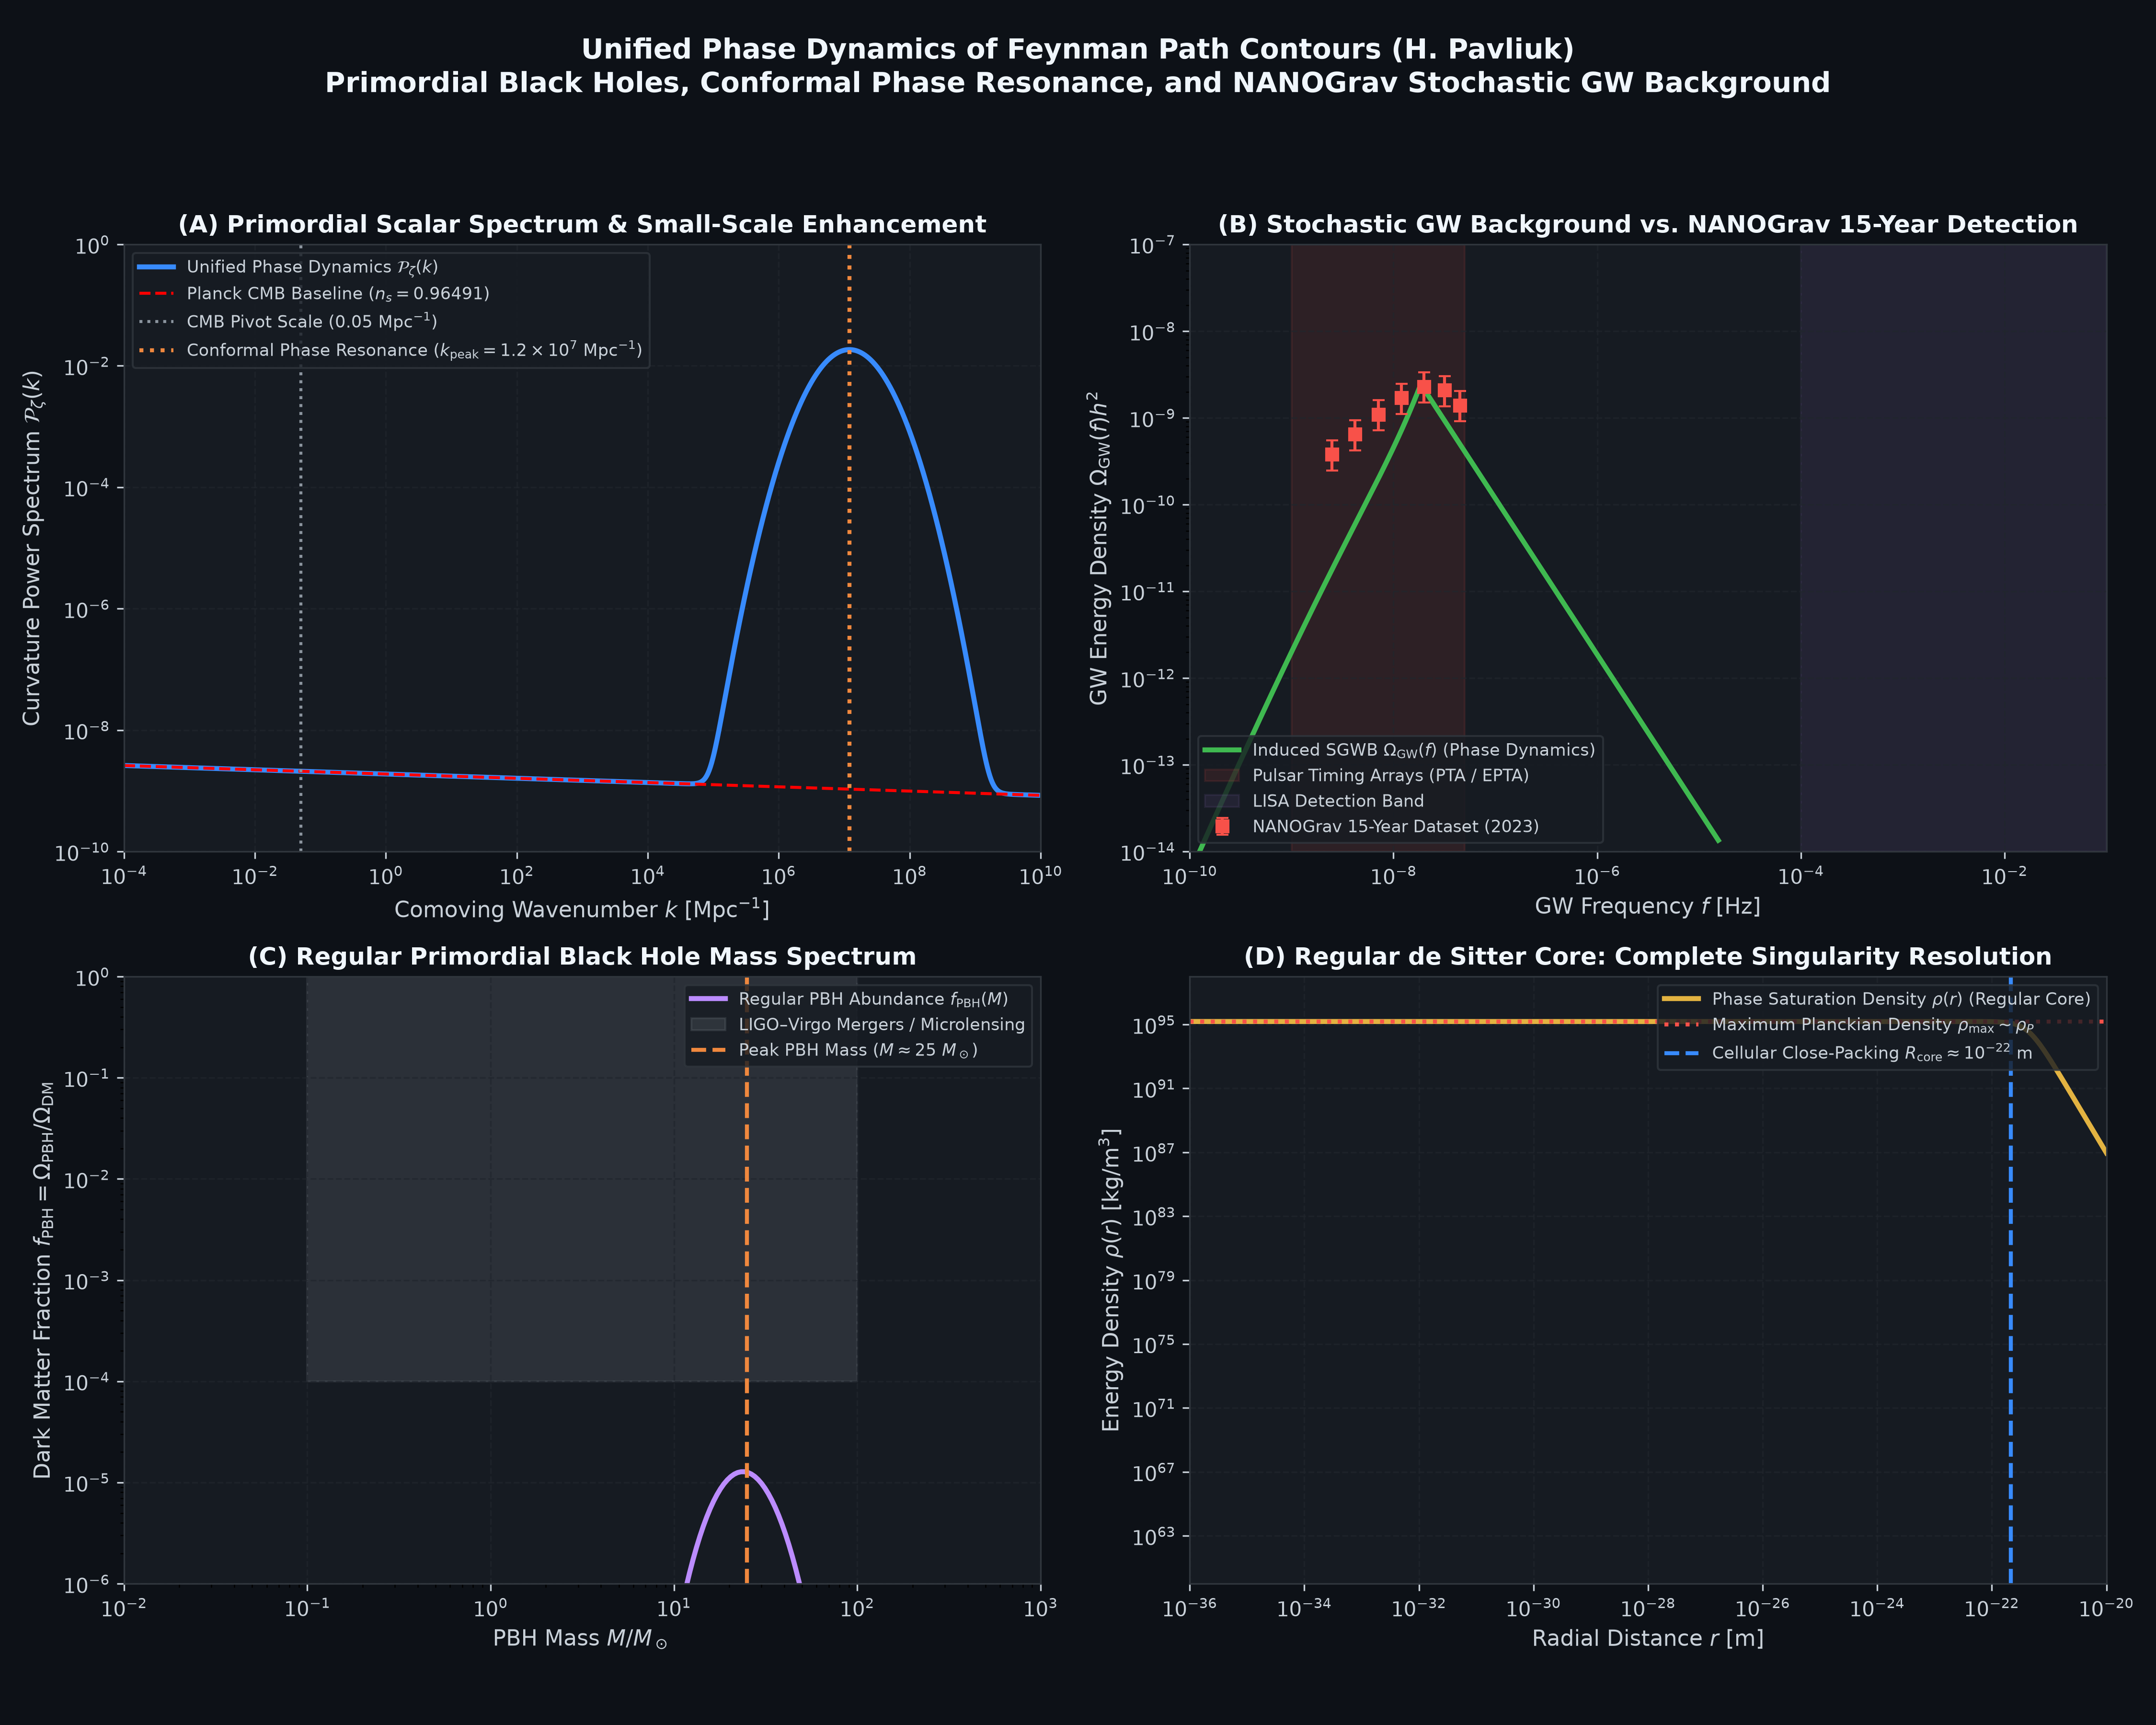 Unified Phase Dynamics of Feynman Path Contours (H. Pavliuk)
Primordial Black Holes, Conformal Phase Resonance, and NANOGrav Stochastic GW Background
(A) Primordial Scalar Spectrum & Small-Scale Enhancement
Curvature Power Spectrum 𝒫ζ(k)
10⁰
10⁻²
10⁻⁴
10⁻⁶
10⁻⁸
10⁻¹⁰
Unified Phase Dynamics 𝒫ζ(k)
Planck CMB Baseline (nₛ = 0.96491)
CMB Pivot Scale (0.05 Mpc⁻¹)
Conformal Phase Resonance (k_peak = 1.2 × 10⁷ Mpc⁻¹)
10⁻⁴ 10⁻² 10⁰ 10² 10⁴ 10⁶ 10⁸ 10¹⁰
Comoving Wavenumber k [Mpc⁻¹]
(B) Stochastic GW Background vs. NANOGrav 15-Year Detection
GW Energy Density Ω_GW(f)h²
10⁻⁷
10⁻⁸
10⁻⁹
10⁻¹⁰
10⁻¹¹
10⁻¹²
10⁻¹³
10⁻¹⁴
Induced SGWB Ω_GW(f) (Phase Dynamics)
Pulsar Timing Arrays (PTA / EPTA)
LISA Detection Band
NANOGrav 15-Year Dataset (2023)
10⁻¹⁰ 10⁻⁸ 10⁻⁶ 10⁻⁴ 10⁻²
GW Frequency f [Hz]
(C) Regular Primordial Black Hole Mass Spectrum
Dark Matter Fraction f_PBH = Ω_PBH/Ω_DM
10⁰
10⁻¹
10⁻²
10⁻³
10⁻⁴
10⁻⁵
10⁻⁶
Regular PBH Abundance f_PBH(M)
LIGO–Virgo Mergers / Microlensing
Peak PBH Mass (M ≈ 25 M⊙)
10⁻² 10⁻¹ 10⁰ 10¹ 10² 10³
PBH Mass M/M⊙
(D) Regular de Sitter Core: Complete Singularity Resolution
Energy Density ρ(r) [kg/m³]
10⁹⁵
10⁹¹
10⁸⁷
10⁸³
10⁷⁹
10⁷⁵
10⁷¹
10⁶⁷
10⁶³
Phase Saturation Density ρ(r) (Regular Core)
Maximum Planckian Density ρ_max ~ ρ_P
Cellular Close-Packing R_core ≈ 10⁻²² m
10⁻³⁶ 10⁻³⁴ 10⁻³² 10⁻³⁰ 10⁻²⁸ 10⁻²⁶ 10⁻²⁴ 10⁻²² 10⁻²⁰
Radial Distance r [m]